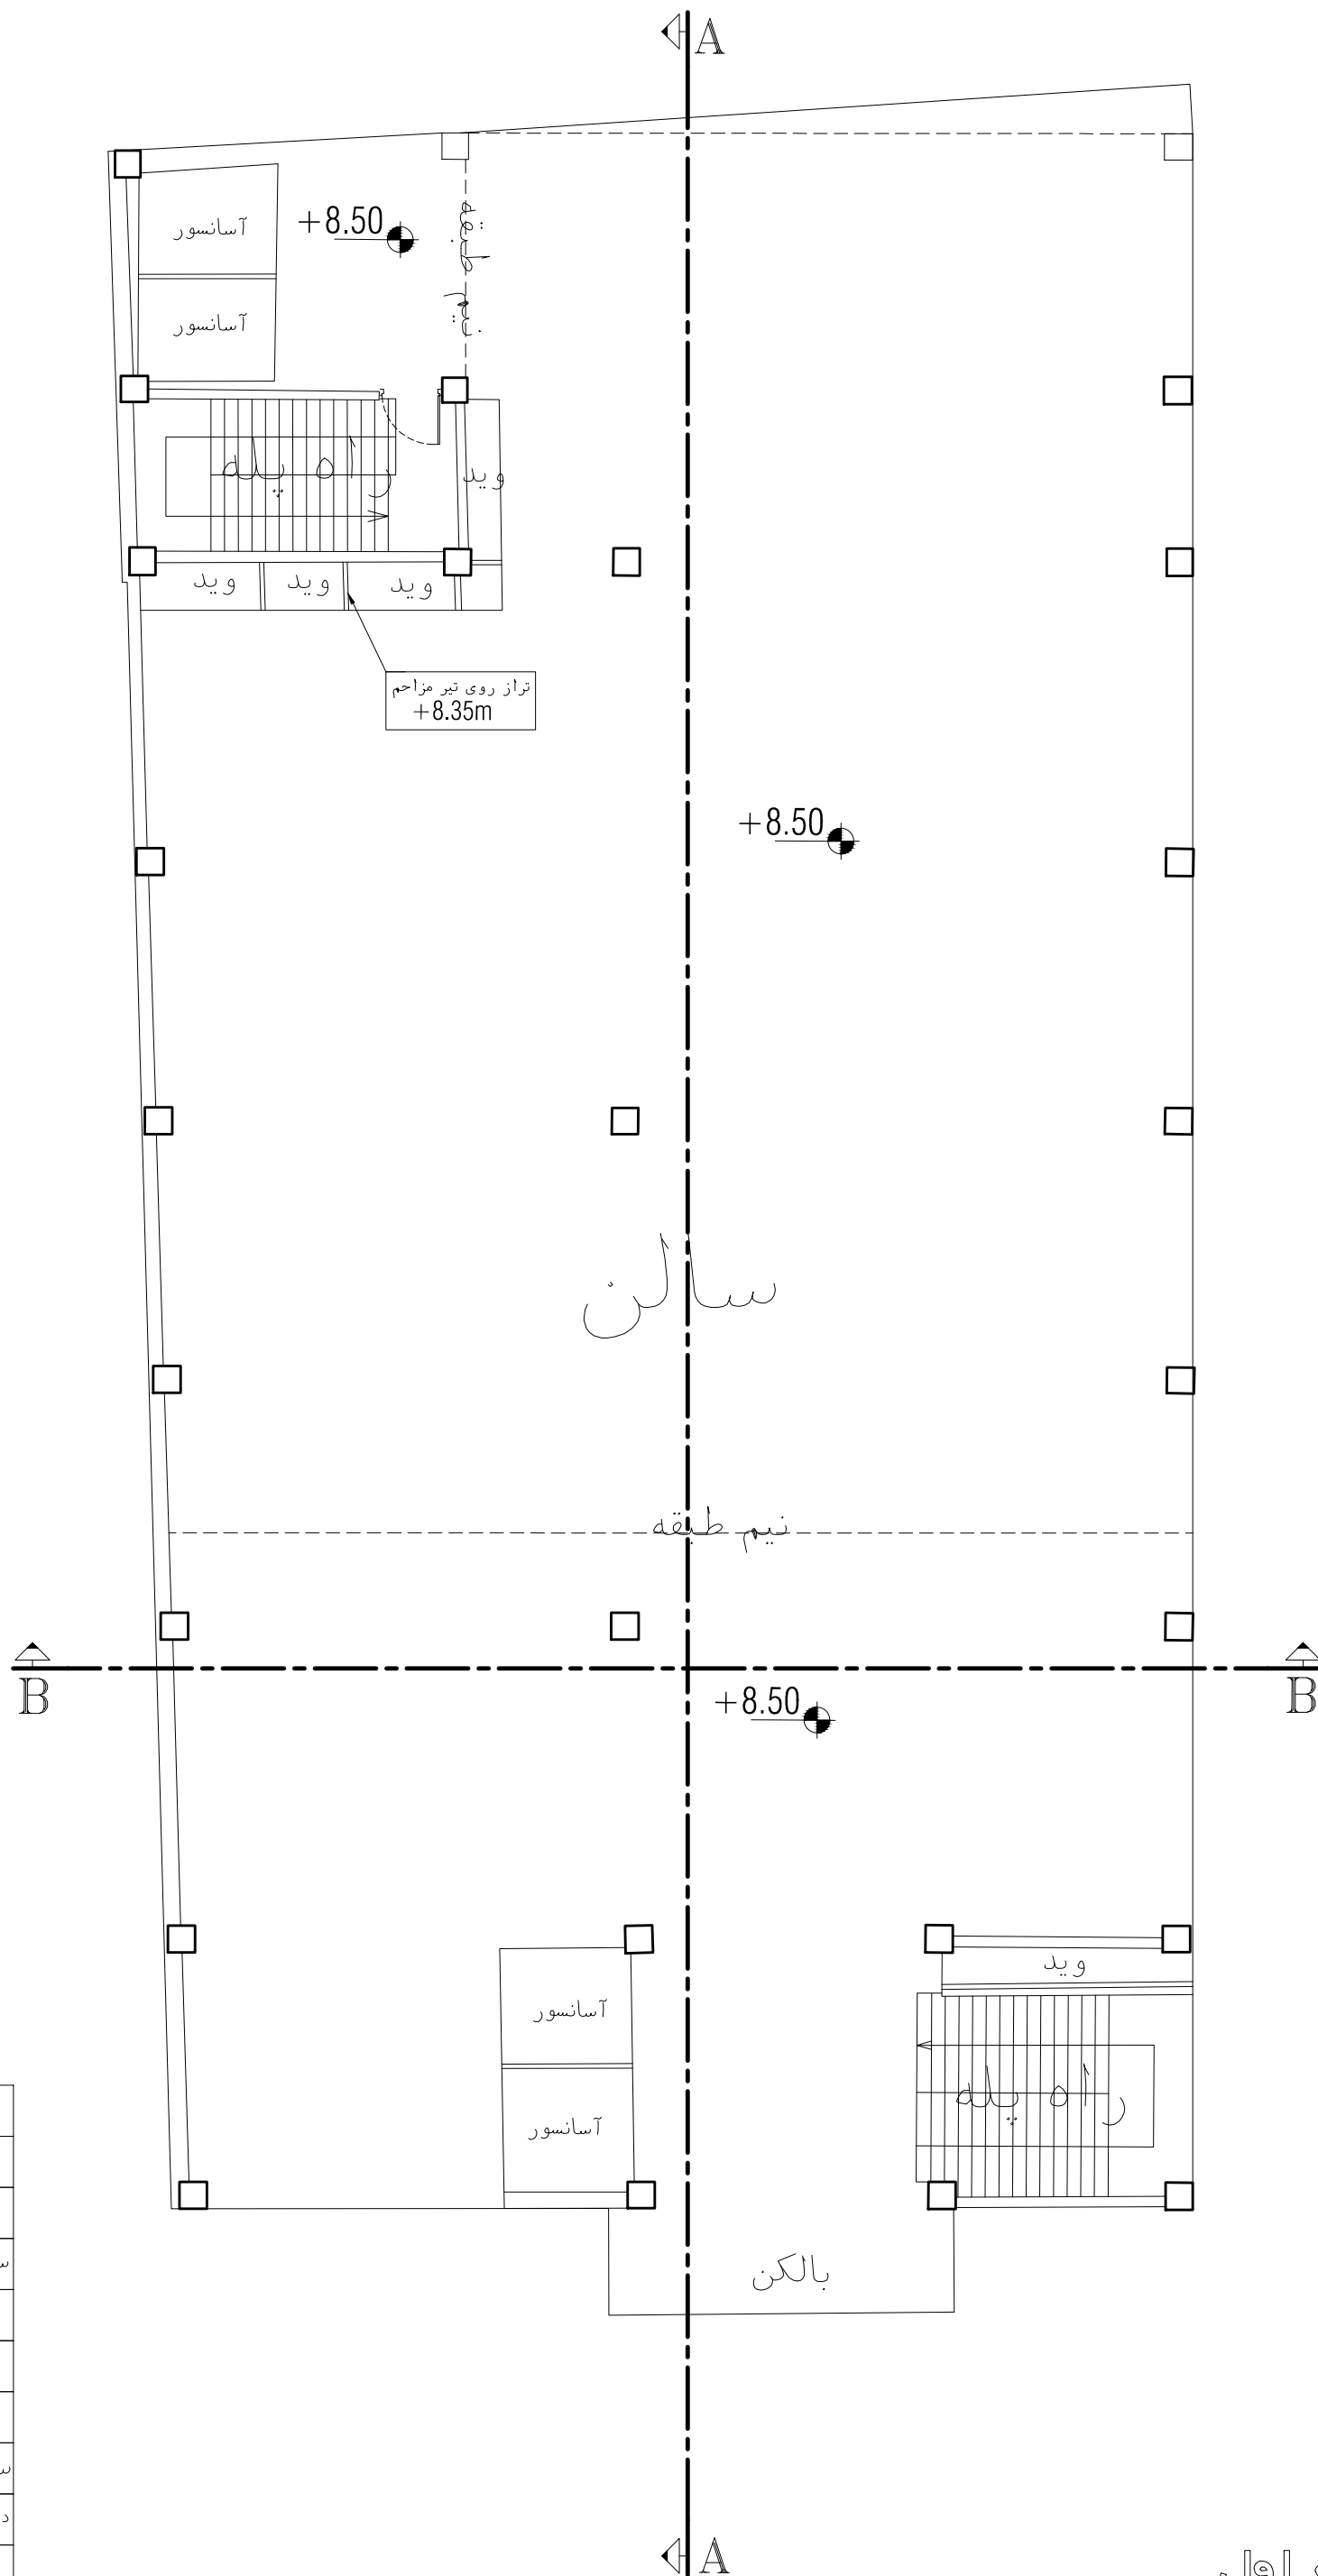 A
آسانسور
+8.50
نیم طبقه
آسانسور
راه پله
وید
وید
وید
وید
تراز روی تیر مزاحم
+8.35m
+8.50
سالن
نیم طبقه
B
B
+8.50
وید
آسانسور
راه پله
آسانسور
بالکن
A